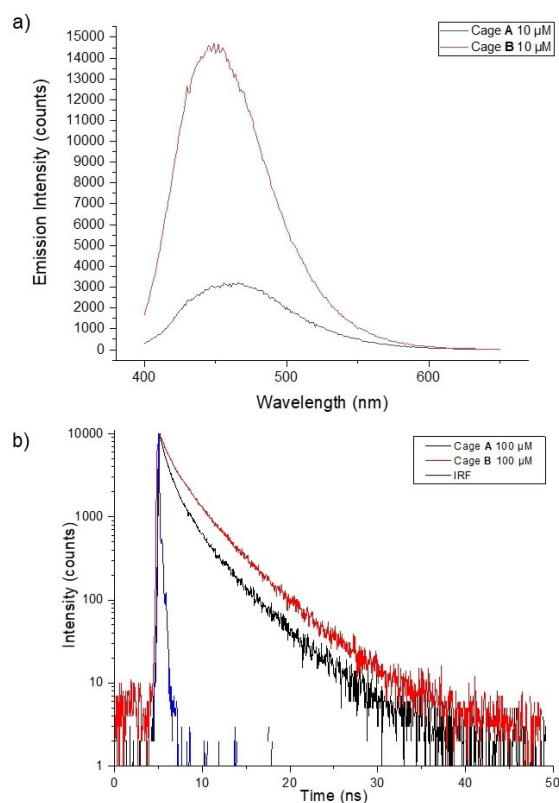 a)
Cage A 10 µM
Cage B 10 µM
15000
14000
13000
12000
11000
10000
9000
8000
7000
6000
5000
4000
3000
2000
1000
0
Emission Intensity (counts)
400 500 600
Wavelength (nm)
b)
Cage A 100 µM
Cage B 100 µM
IRF
10000
1000
100
10
1
Intensity (counts)
0 10 20 30 40 50
Time (ns)